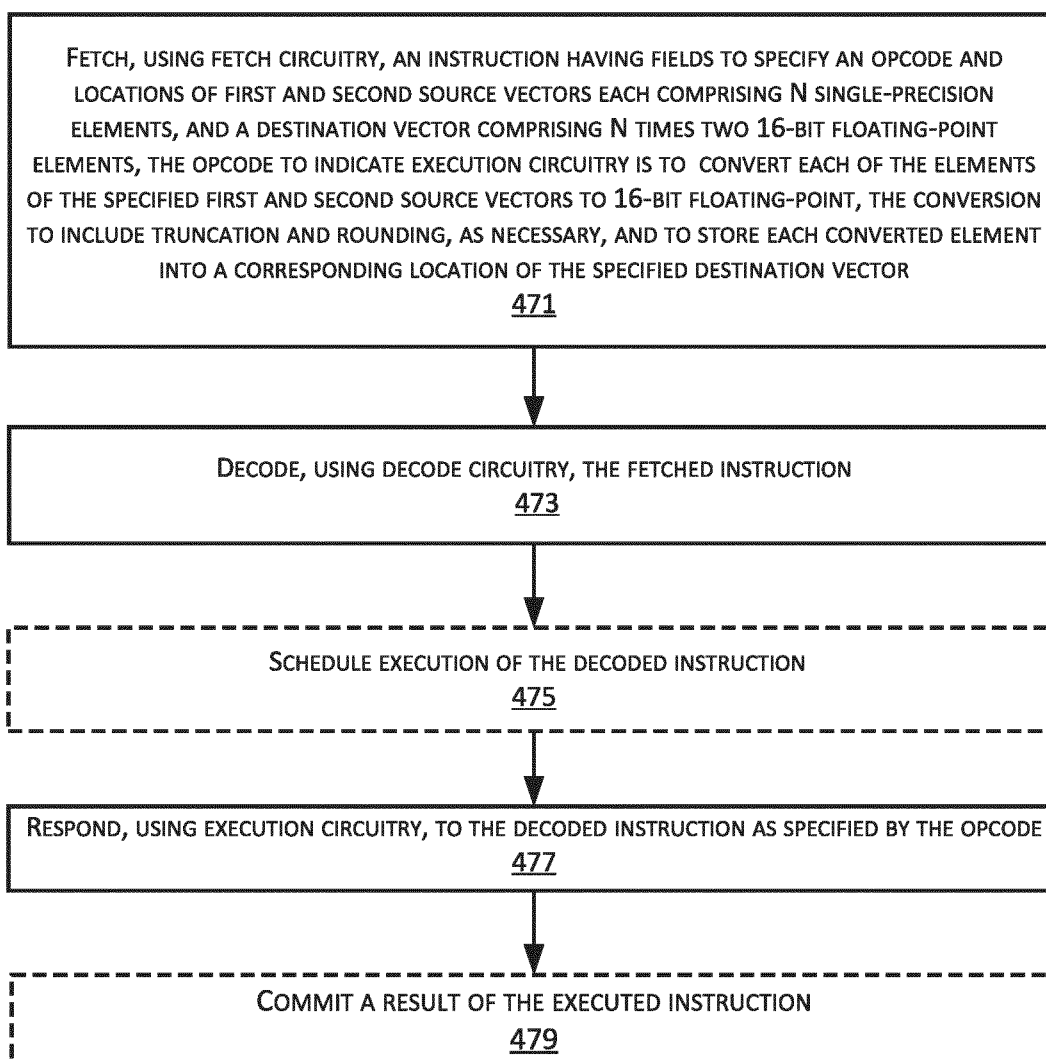 FETCH, USING FETCH CIRCUITRY, AN INSTRUCTION HAVING FIELDS TO SPECIFY AN OPCODE AND
LOCATIONS OF FIRST AND SECOND SOURCE VECTORS EACH COMPRISING N SINGLE-PRECISION
ELEMENTS, AND A DESTINATION VECTOR COMPRISING N TIMES TWO 16-BIT FLOATING-POINT
ELEMENTS, THE OPCODE TO INDICATE EXECUTION CIRCUITRY IS TO CONVERT EACH OF THE ELEMENTS
OF THE SPECIFIED FIRST AND SECOND SOURCE VECTORS TO 16-BIT FLOATING-POINT, THE CONVERSION
TO INCLUDE TRUNCATION AND ROUNDING, AS NECESSARY, AND TO STORE EACH CONVERTED ELEMENT
INTO A CORRESPONDING LOCATION OF THE SPECIFIED DESTINATION VECTOR
471
DECODE, USING DECODE CIRCUITRY, THE FETCHED INSTRUCTION
473
SCHEDULE EXECUTION OF THE DECODED INSTRUCTION
475
RESPOND, USING EXECUTION CIRCUITRY, TO THE DECODED INSTRUCTION AS SPECIFIED BY THE OPCODE
477
COMMIT A RESULT OF THE EXECUTED INSTRUCTION
479